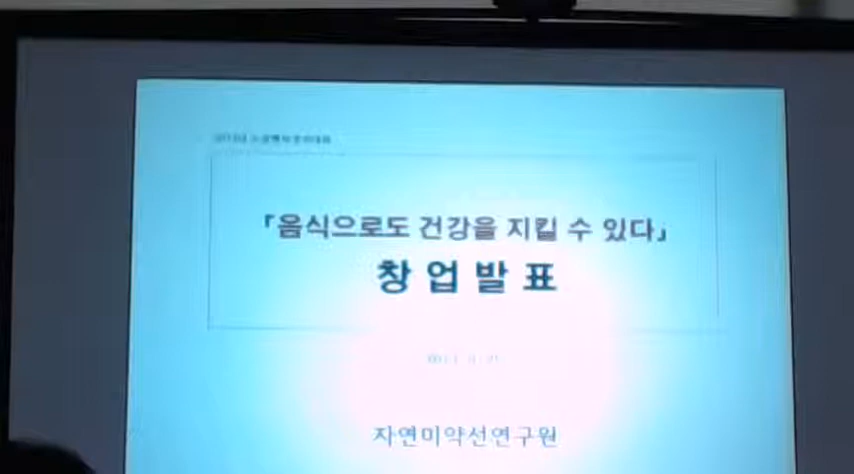 「음식으로도 건강을 지킬 수 있다」
창 업 발 표
자연미약선연구원